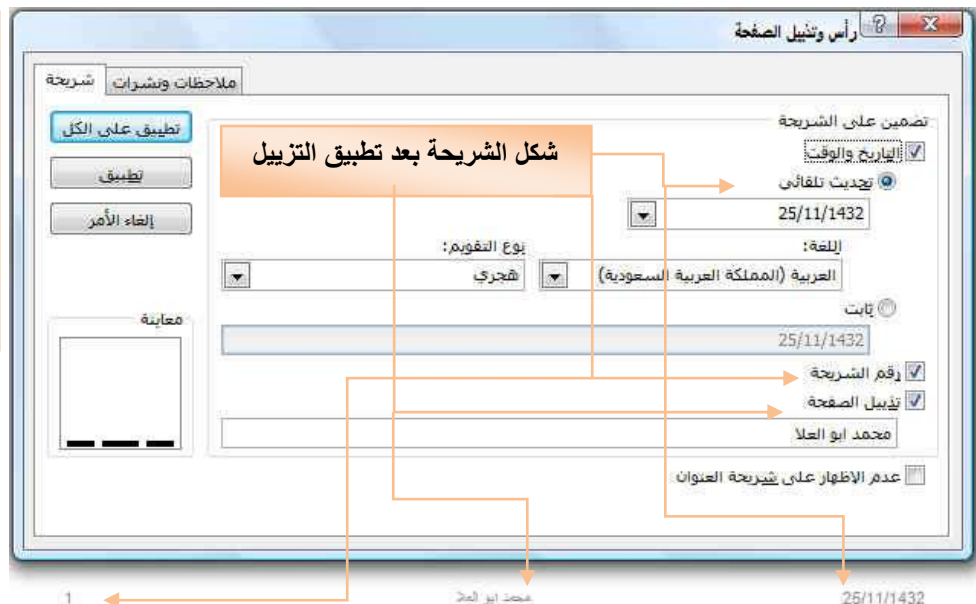 رأس وتذييل الصفحة
شريحة
ملاحظات ونشرات
تضمين على الشريحة
التاريخ والوقت
تحديث تلقائي
25/11/1432
اللغة:
نوع التقويم:
العربية (المملكة العربية السعودية)
هجري
ثابت
25/11/1432
رقم الشريحة
تذييل الصفحة
محمد ابو العلا
عدم الاظهار على شريحة العنوان
تطبيق على الكل
تطبيق
إلغاء الأمر
معاينة
شكل الشريحة بعد تطبيق التزييل
25/11/1432
محمد ابو العلا
1